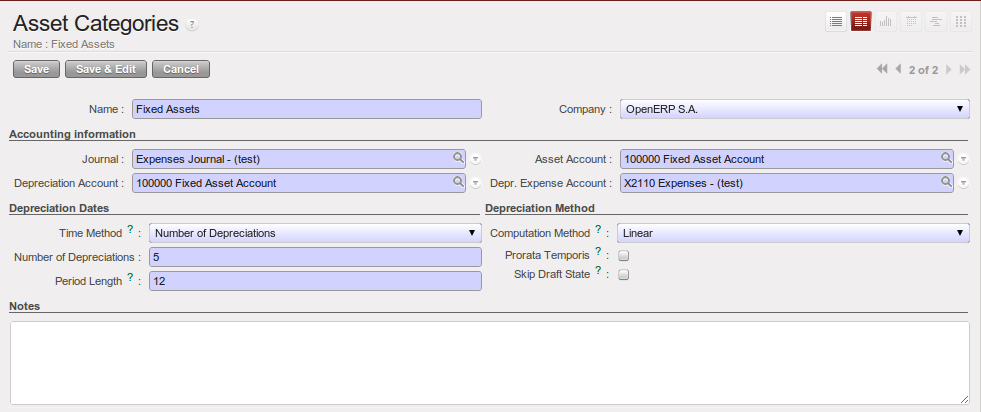 Asset Categories ?
Name : Fixed Assets
Save Save & Edit Cancel 2 of 2
Name : Fixed Assets Company : OpenERP S.A.
Accounting information
Journal : Expenses Journal - (test) Asset Account : 100000 Fixed Asset Account
Depreciation Account : 100000 Fixed Asset Account Depr. Expense Account : X2110 Expenses - (test)
Depreciation Dates Depreciation Method
Time Method ? : Number of Depreciations Computation Method ? : Linear
Number of Depreciations : 5 Prorata Temporis ? :
Period Length ? : 12 Skip Draft State ? :
Notes